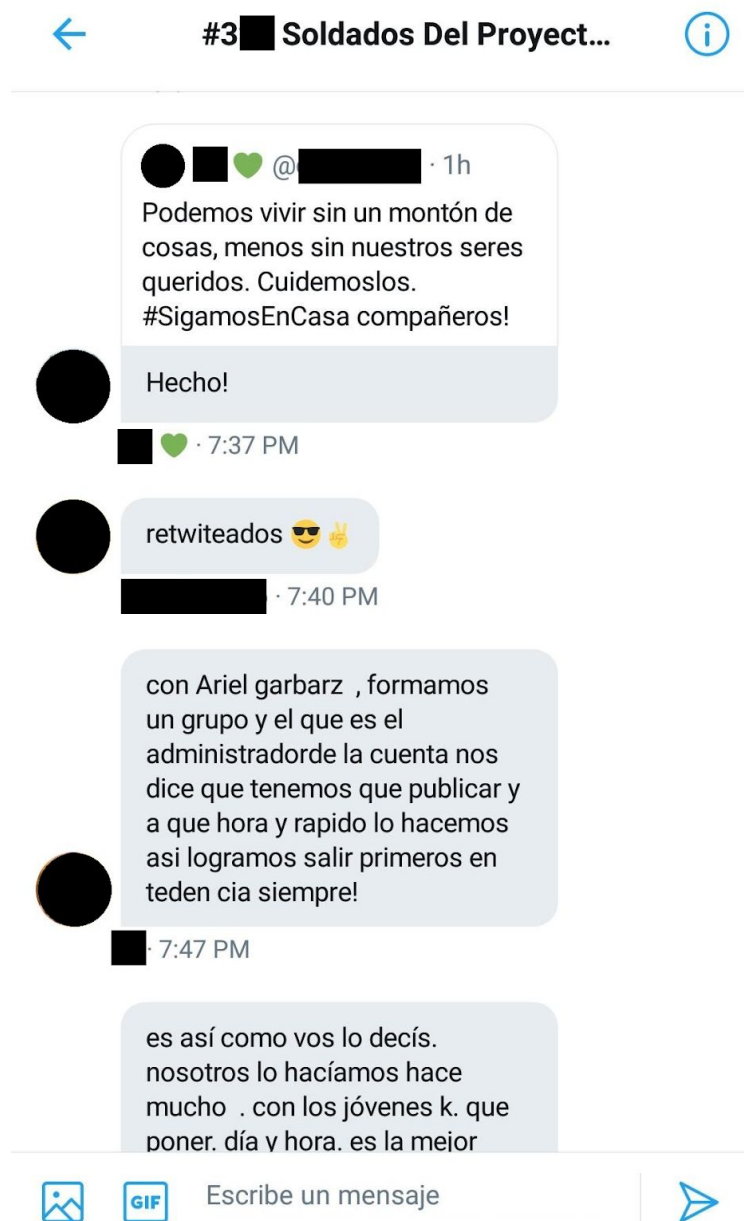 #3 Soldados Del Proyect...
@ · 1h
Podemos vivir sin un montón de
cosas, menos sin nuestros seres
queridos. Cuidemoslos.
#SigamosEnCasa compañeros!
Hecho!
· 7:37 PM
retwiteados 😎✌
· 7:40 PM
con Ariel garbarz , formamos
un grupo y el que es el
administradorde la cuenta nos
dice que tenemos que publicar y
a que hora y rapido lo hacemos
asi logramos salir primeros en
teden cia siempre!
· 7:47 PM
es así como vos lo decís.
nosotros lo hacíamos hace
mucho . con los jóvenes k. que
poner. día y hora. es la mejor
GIF
Escribe un mensaje